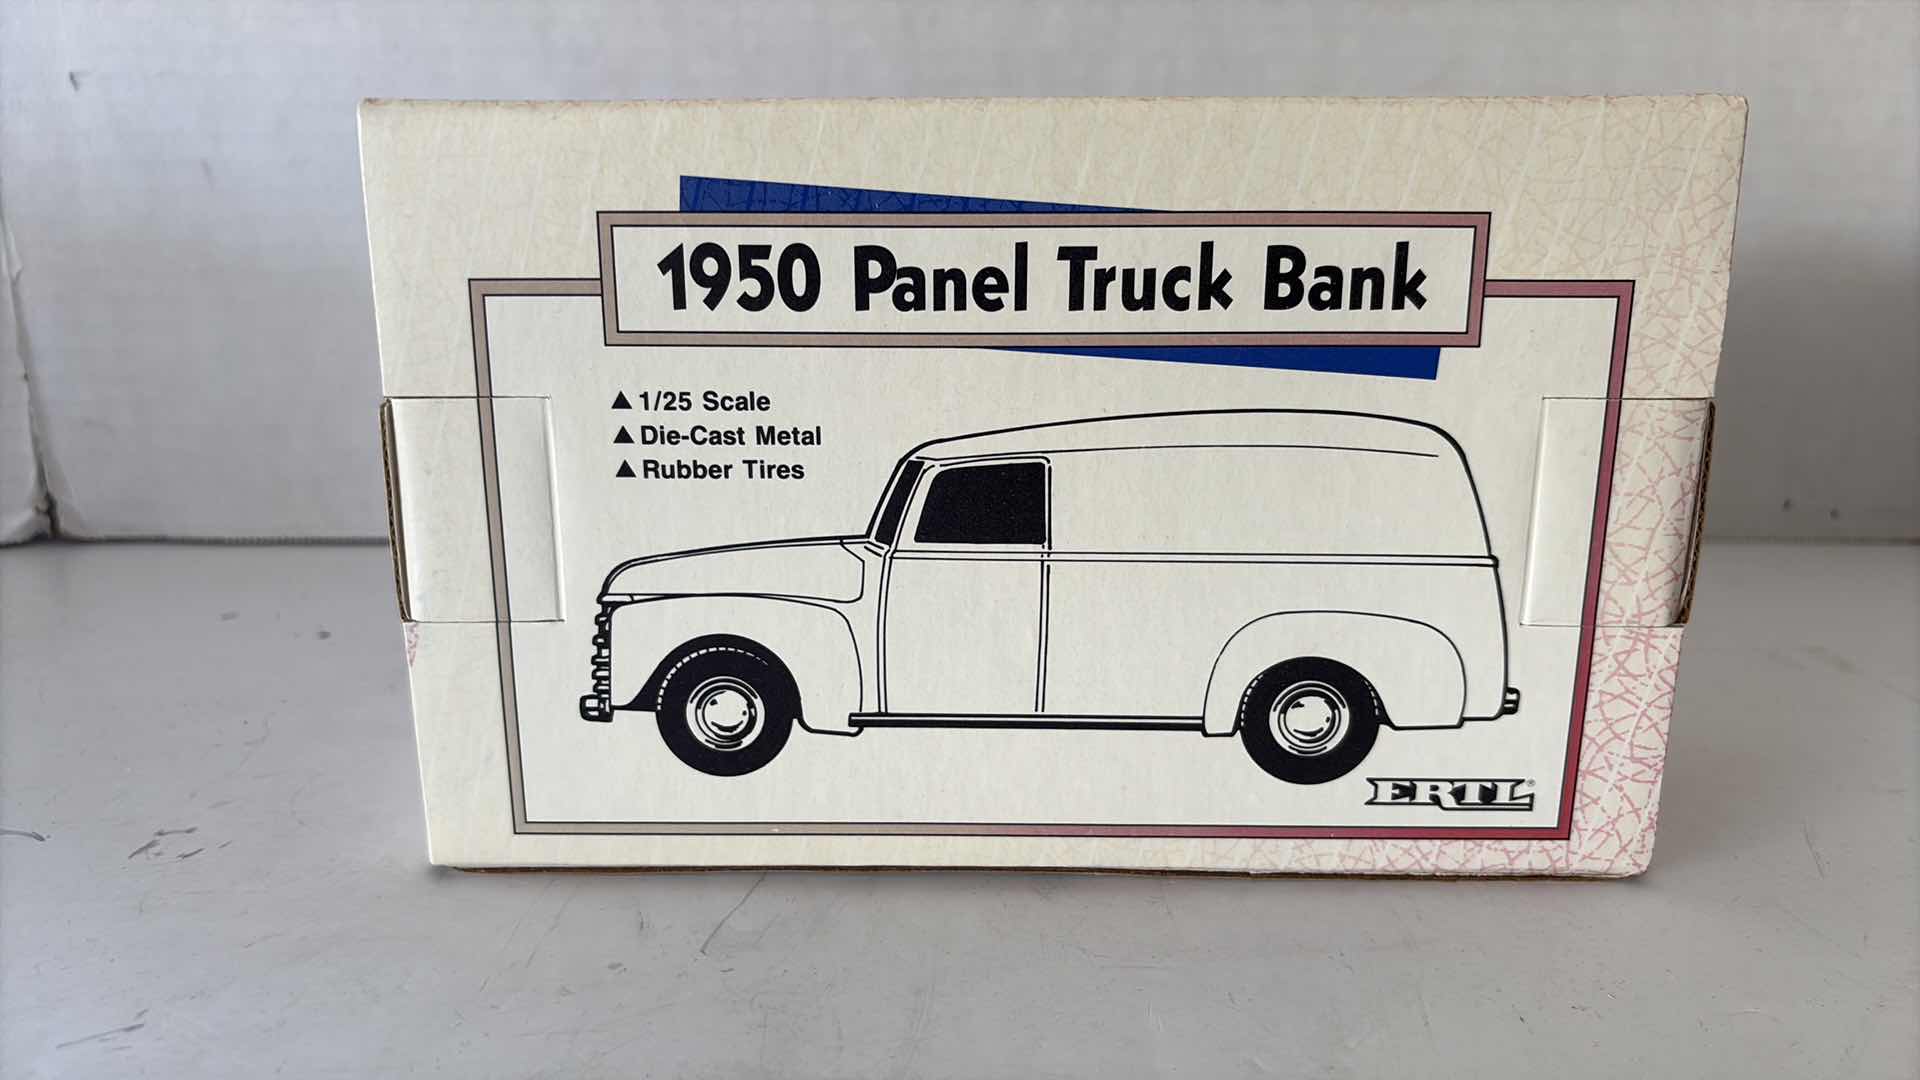 1950 Panel Truck Bank
▲ 1/25 Scale
▲ Die-Cast Metal
▲ Rubber Tires
ERTL®